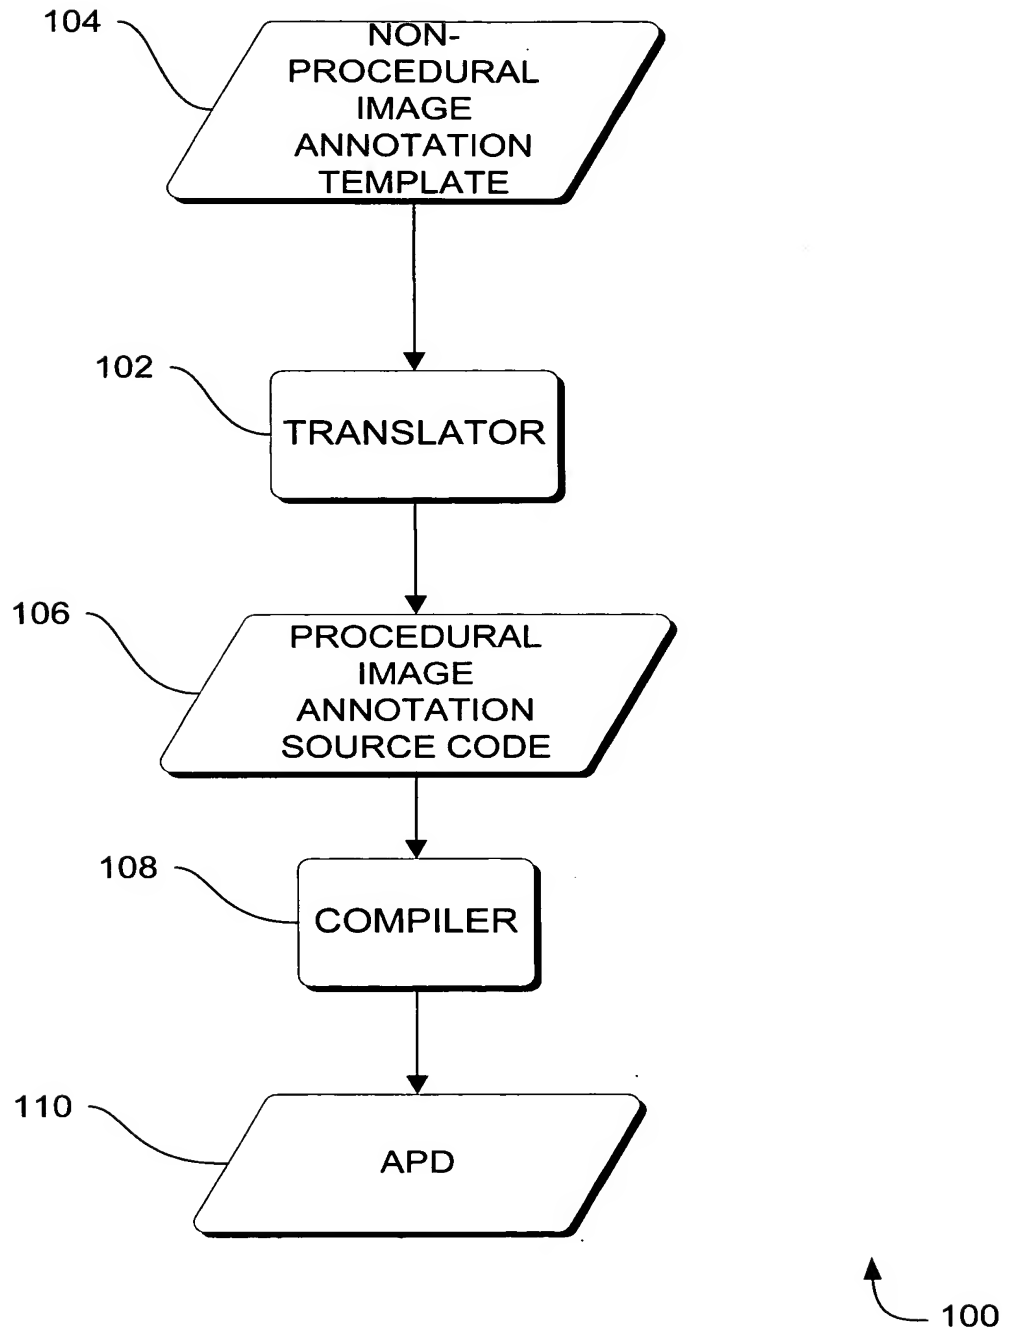 104
NON-
PROCEDURAL
IMAGE
ANNOTATION
TEMPLATE
102
TRANSLATOR
106
PROCEDURAL
IMAGE
ANNOTATION
SOURCE CODE
108
COMPILER
110
APD
100